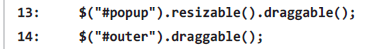 13:     $("#popup").resizable().draggable();
14:     $("#outer").draggable();